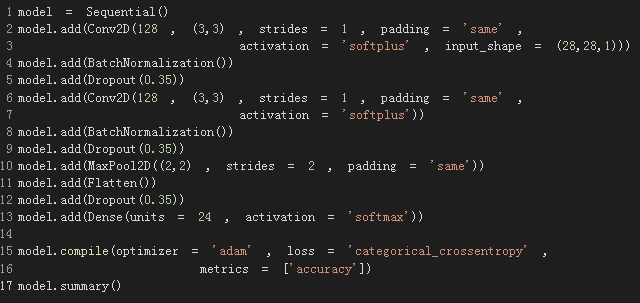 1 model = Sequential()
2 model.add(Conv2D(128 , (3,3) , strides = 1 , padding = 'same' ,
3 activation = 'softplus' , input_shape = (28,28,1)))
4 model.add(BatchNormalization())
5 model.add(Dropout(0.35))
6 model.add(Conv2D(128 , (3,3) , strides = 1 , padding = 'same' ,
7 activation = 'softplus'))
8 model.add(BatchNormalization())
9 model.add(Dropout(0.35))
10 model.add(MaxPool2D((2,2) , strides = 2 , padding = 'same'))
11 model.add(Flatten())
12 model.add(Dropout(0.35))
13 model.add(Dense(units = 24 , activation = 'softmax'))
14
15 model.compile(optimizer = 'adam' , loss = 'categorical_crossentropy' ,
16 metrics = ['accuracy'])
17 model.summary()